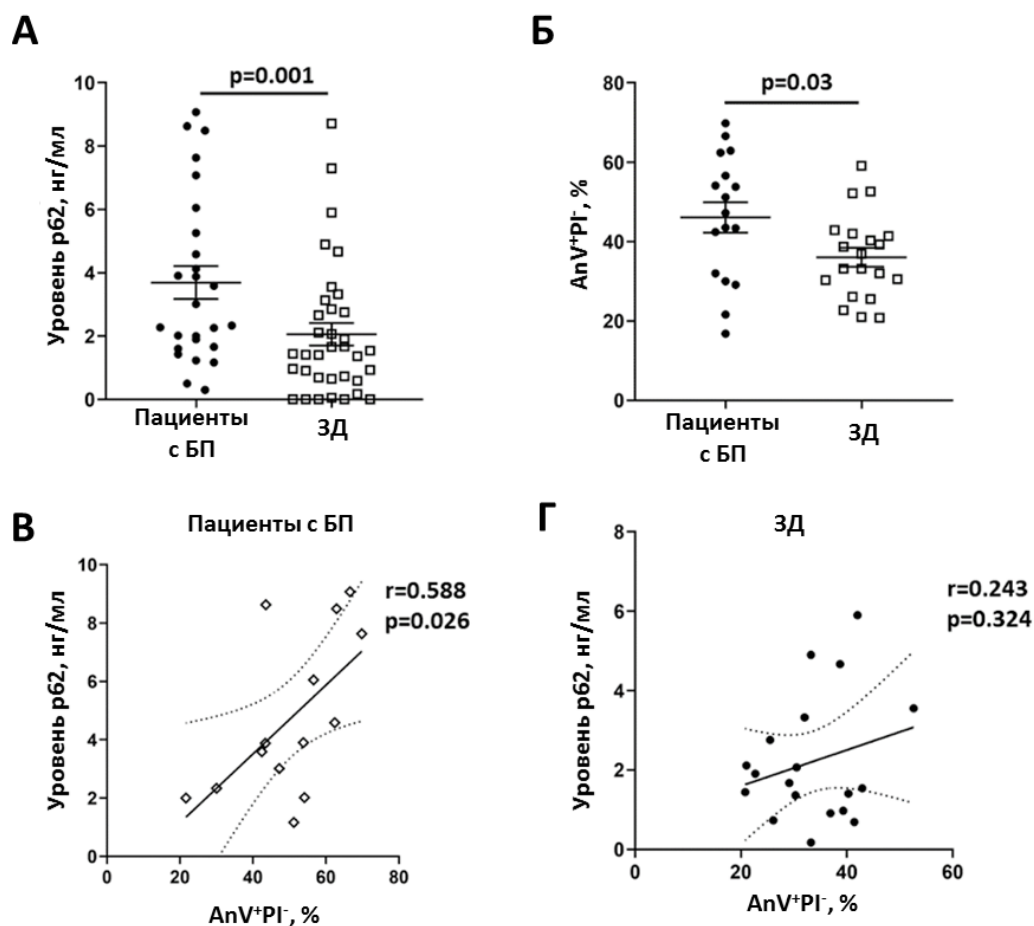 А
p=0.001
Уровень p62, нг/мл
10
8
6
4
2
0
Пациенты
с БП
ЗД
Б
p=0.03
AnV⁺PI⁻, %
80
60
40
20
0
Пациенты
с БП
ЗД
В
Пациенты с БП
r=0.588
p=0.026
Уровень p62, нг/мл
10
8
6
4
2
0
0
20
40
60
80
AnV⁺PI⁻, %
Г
ЗД
r=0.243
p=0.324
Уровень p62, нг/мл
8
6
4
2
0
0
20
40
60
AnV⁺PI⁻, %